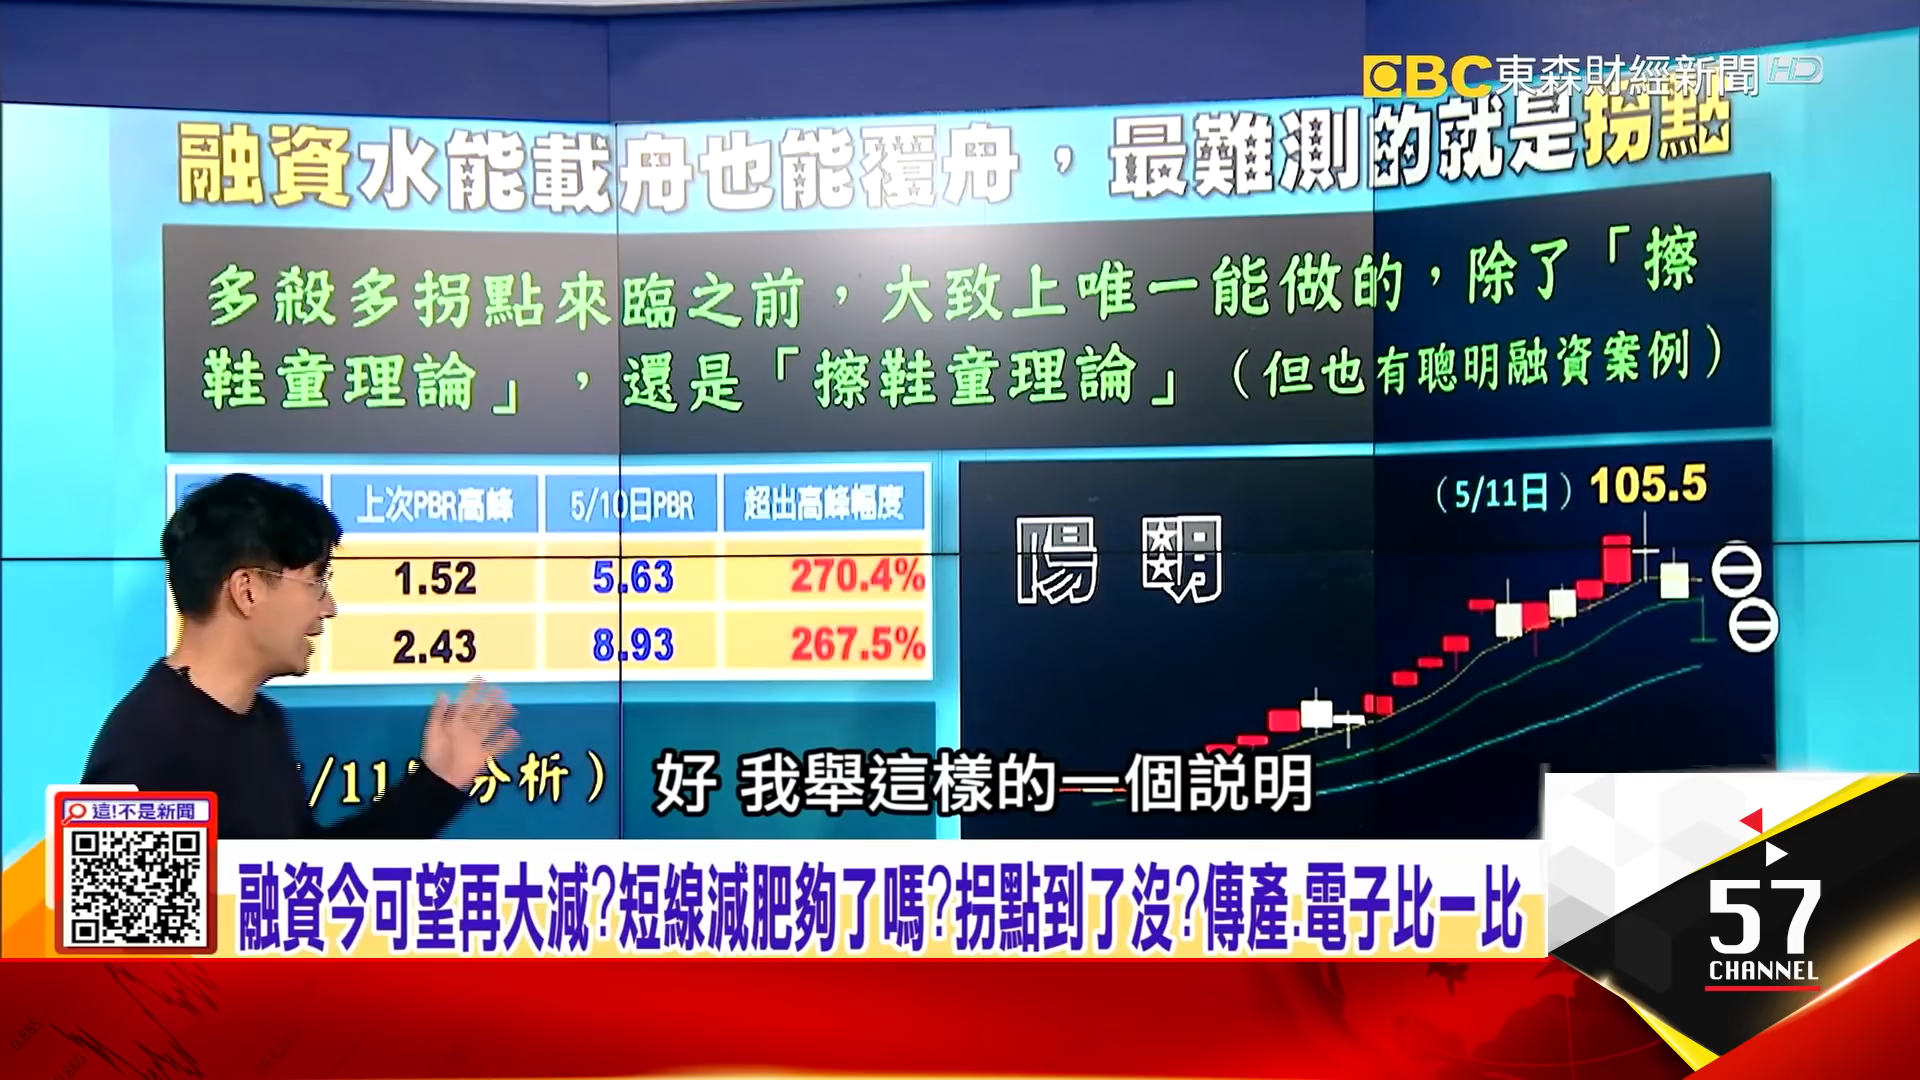 EBC東森財經新聞HD
融資水能載舟也能覆舟，最難測的就是拐點
多殺多拐點來臨之前，大致上唯一能做的，除了「擦
鞋童理論」，還是「擦鞋童理論」（但也有聰明融資案例）
上次PBR高峰 5/10日PBR 超出高峰幅度
1.52 5.63 270.4%
2.43 8.93 267.5%
陽明
（5/11日）105.5
分析）
好 我舉這樣的一個說明
這!不是新聞
融資今可望再大減?短線減肥夠了嗎?拐點到了沒?傳產.電子比一比
57
CHANNEL